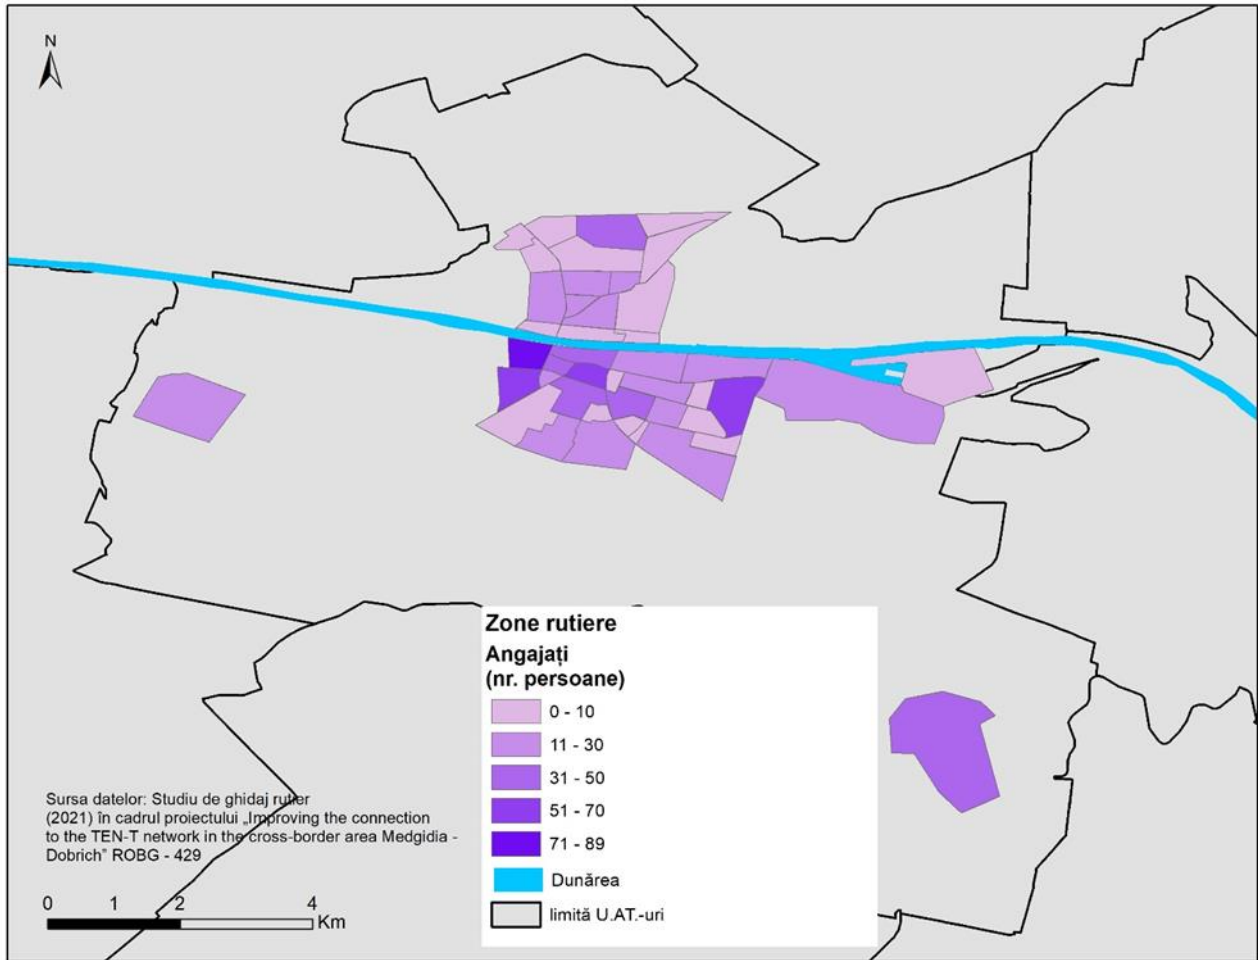 N
Zone rutiere
Angajați
(nr. persoane)
0 - 10
11 - 30
31 - 50
51 - 70
71 - 89
Dunărea
limită U.AT.-uri
Sursa datelor: Studiu de ghidaj rutier
(2021) în cadrul proiectului „Improving the connection
to the TEN-T network in the cross-border area Medgidia -
Dobrich" ROBG - 429
0 1 2 4
Km